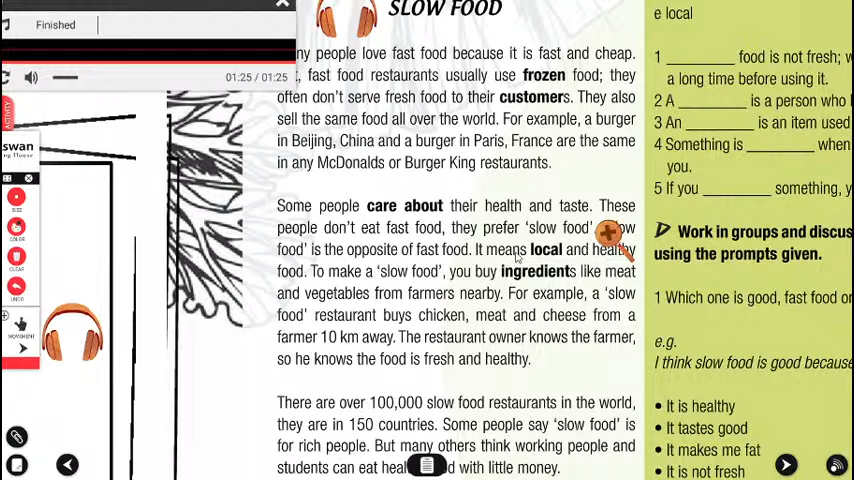 Finished
01:25 / 01:25
ACTIVITY
swan
ng House
SIZE
COLOR
CLEAR
UNDO
MOVEMENT
SLOW FOOD
ny people love fast food because it is fast and cheap.
t, fast food restaurants usually use frozen food; they
often don't serve fresh food to their customers. They also
sell the same food all over the world. For example, a burger
in Beijing, China and a burger in Paris, France are the same
in any McDonalds or Burger King restaurants.
Some people care about their health and taste. These
people don't eat fast food, they prefer 'slow food' ow
food' is the opposite of fast food. It means local and healthy
food. To make a 'slow food', you buy ingredients like meat
and vegetables from farmers nearby. For example, a 'slow
food' restaurant buys chicken, meat and cheese from a
farmer 10 km away. The restaurant owner knows the farmer,
so he knows the food is fresh and healthy.
There are over 100,000 slow food restaurants in the world,
they are in 150 countries. Some people say 'slow food' is
for rich people. But many others think working people and
students can eat heal d with little money.
e local
1 ________ food is not fresh; w
a long time before using it.
2 A ________ is a person who
3 An ________ is an item used
4 Something is ________ when
you.
5 If you ________ something, y
D Work in groups and discus
using the prompts given.
1 Which one is good, fast food or
e.g.
I think slow food is good because
• It is healthy
• It tastes good
• It makes me fat
• It is not fresh